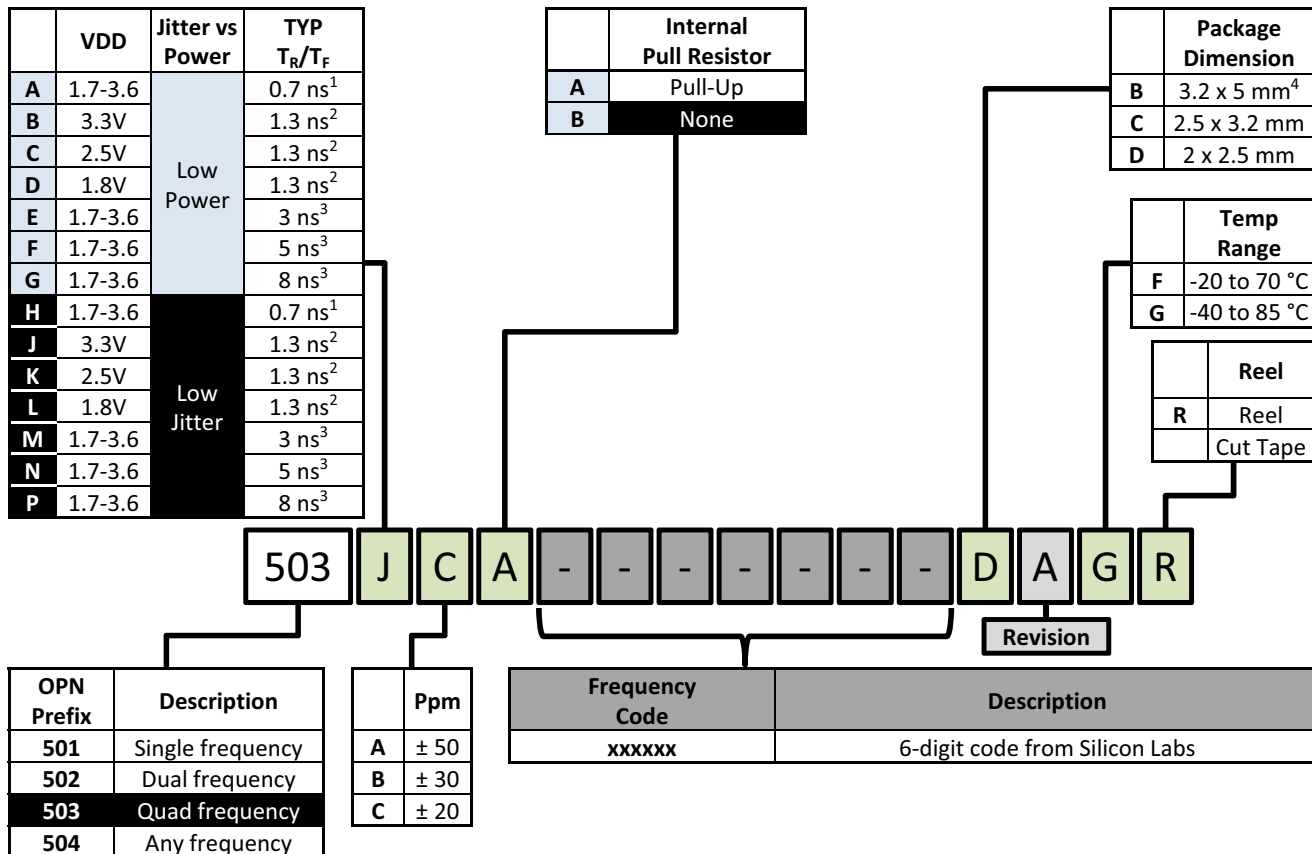 VDD Jitter vs Power TYP T_R/T_F
A 1.7-3.6 Low Power 0.7 ns¹
B 3.3V 1.3 ns²
C 2.5V 1.3 ns²
D 1.8V 1.3 ns²
E 1.7-3.6 3 ns³
F 1.7-3.6 5 ns³
G 1.7-3.6 8 ns³
H 1.7-3.6 Low Jitter 0.7 ns¹
J 3.3V 1.3 ns²
K 2.5V 1.3 ns²
L 1.8V 1.3 ns²
M 1.7-3.6 3 ns³
N 1.7-3.6 5 ns³
P 1.7-3.6 8 ns³
Internal
Pull Resistor
A Pull-Up
B None
Package
Dimension
B 3.2 x 5 mm⁴
C 2.5 x 3.2 mm
D 2 x 2.5 mm
Temp
Range
F -20 to 70 °C
G -40 to 85 °C
Reel
R Reel
Cut Tape
503 J C A - - - - - - - D A G R
Revision
OPN Prefix Description
501 Single frequency
502 Dual frequency
503 Quad frequency
504 Any frequency
Ppm
A ± 50
B ± 30
C ± 20
Frequency Code Description
xxxxxx 6-digit code from Silicon Labs